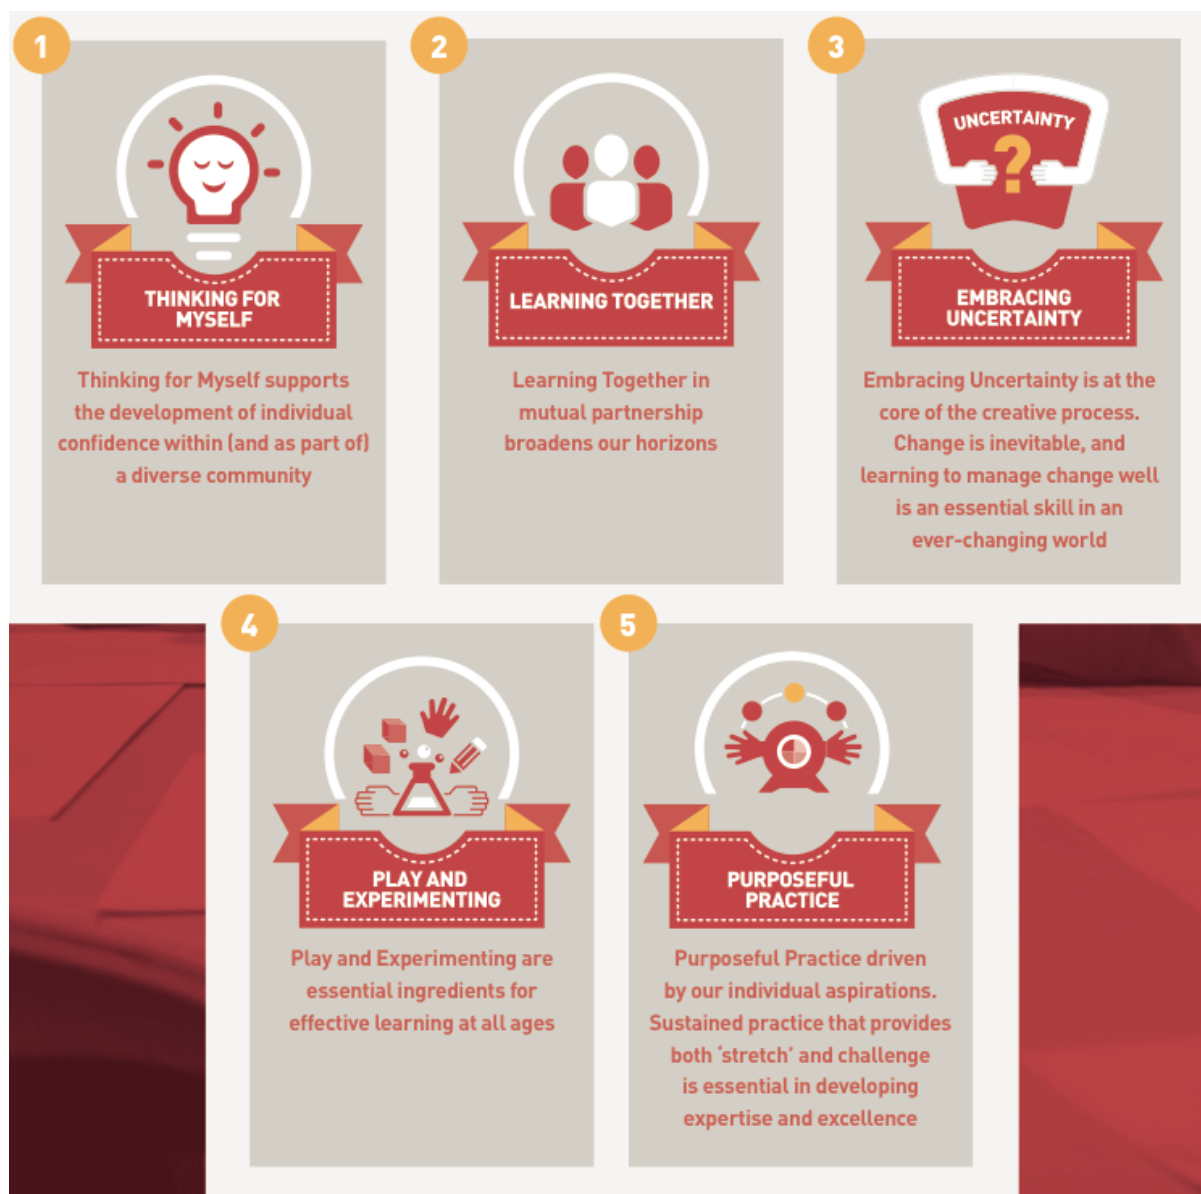 1
UNCERTAINTY
?
THINKING FOR
MYSELF
Thinking for Myself supports
the development of individual
confidence within (and as part of)
a diverse community
2
LEARNING TOGETHER
Learning Together in
mutual partnership
broadens our horizons
3
EMBRACING
UNCERTAINTY
Embracing Uncertainty is at the
core of the creative process.
Change is inevitable, and
learning to manage change well
is an essential skill in an
ever-changing world
4
PLAY AND
EXPERIMENTING
Play and Experimenting are
essential ingredients for
effective learning at all ages
5
PURPOSEFUL
PRACTICE
Purposeful Practice driven
by our individual aspirations.
Sustained practice that provides
both ‘stretch’ and challenge
is essential in developing
expertise and excellence